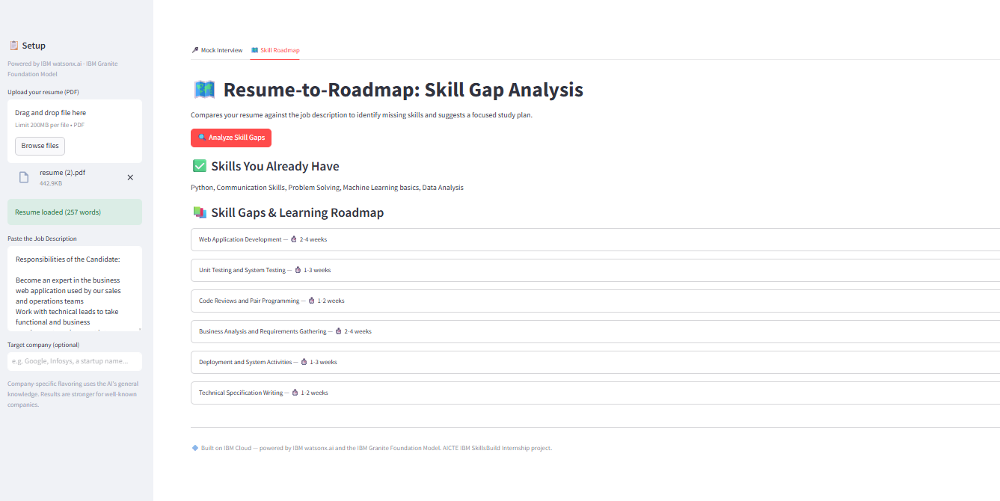 Setup
Powered by IBM watsonx.ai - IBM Granite
Foundation Model
Upload your resume (PDF)
Drag and drop file here
Limit 200MB per file • PDF
Browse files
resume (2).pdf
442.9KB
Resume loaded (257 words)
Paste the Job Description
Responsibilities of the Candidate:
Become an expert in the business
web application used by our sales
and operations teams
Work with technical leads to take
functional and business
Target company (optional)
e.g. Google, Infosys, a startup name...
Company-specific flavoring uses the AI's general
knowledge. Results are stronger for well-known
companies.
Mock Interview
Skill Roadmap
Resume-to-Roadmap: Skill Gap Analysis
Compares your resume against the job description to identify missing skills and suggests a focused study plan.
Analyze Skill Gaps
Skills You Already Have
Python, Communication Skills, Problem Solving, Machine Learning basics, Data Analysis
Skill Gaps & Learning Roadmap
Web Application Development — ⏱ 2-4 weeks
Unit Testing and System Testing — ⏱ 1-3 weeks
Code Reviews and Pair Programming — ⏱ 1-2 weeks
Business Analysis and Requirements Gathering — ⏱ 2-4 weeks
Deployment and System Activities — ⏱ 1-3 weeks
Technical Specification Writing — ⏱ 1-2 weeks
Built on IBM Cloud — powered by IBM watsonx.ai and the IBM Granite Foundation Model. AICTE IBM SkillsBuild Internship project.